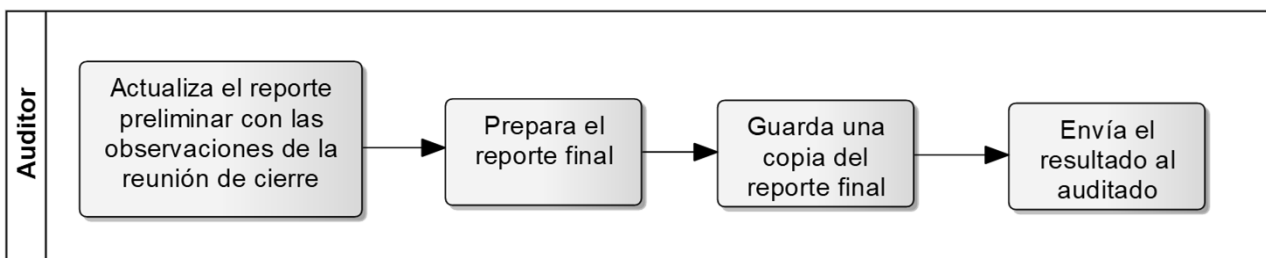 Auditor
Actualiza el reporte
preliminar con las
observaciones de la
reunión de cierre
Prepara el
reporte final
Guarda una
copia del
reporte final
Envía el
resultado al
auditado